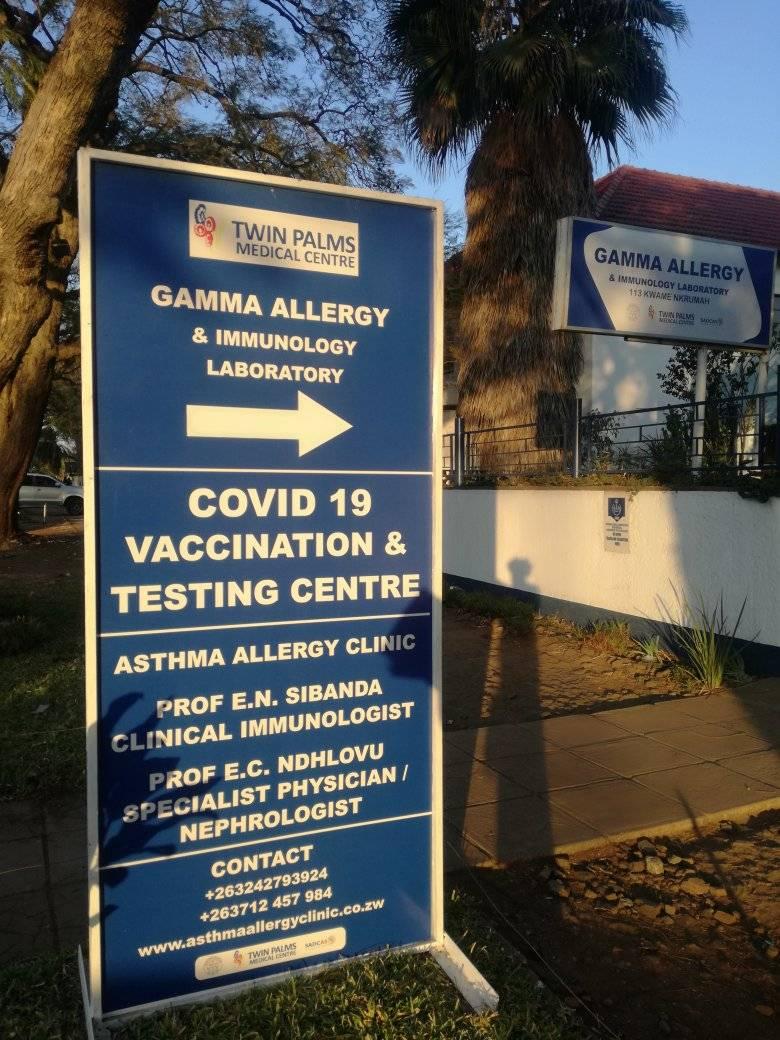 TWIN PALMS
MEDICAL CENTRE
GAMMA ALLERGY
& IMMUNOLOGY
LABORATORY
COVID 19
VACCINATION &
TESTING CENTRE
ASTHMA ALLERGY CLINIC
PROF E.N. SIBANDA
CLINICAL IMMUNOLOGIST
PROF E.C. NDHLOVU
SPECIALIST PHYSICIAN /
NEPHROLOGIST
CONTACT
+263242793924
+263712 457 984
www.asthmaallergyclinic.co.zw
TWIN PALMS
MEDICAL CENTRE
SADCAS
GAMMA ALLERGY
& IMMUNOLOGY LABORATORY
113 KWAME NKRUMAH
TWIN PALMS
MEDICAL CENTRE
SADCAS